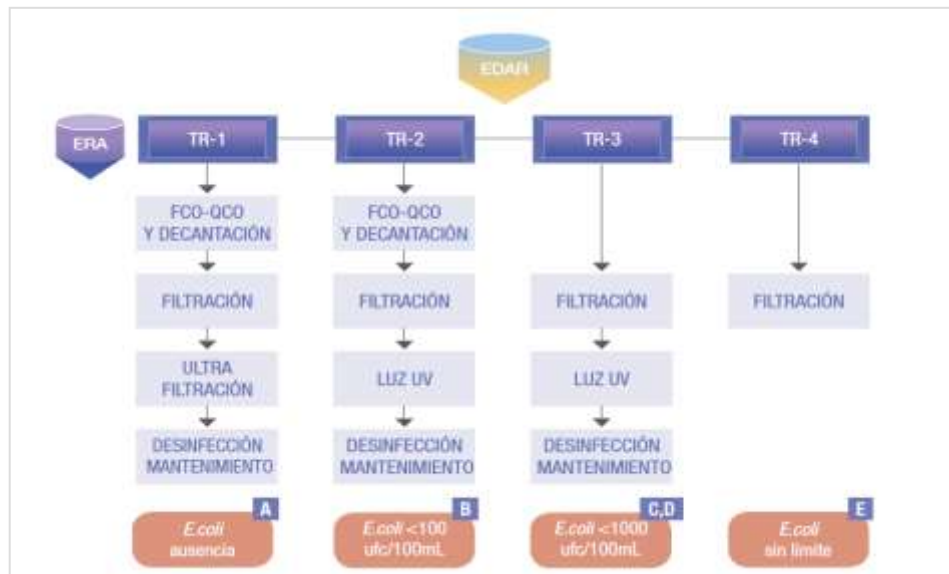 EDAR
ERA
TR-1
TR-2
TR-3
TR-4
FCO-QCO
Y DECANTACIÓN
FCO-QCO
Y DECANTACIÓN
FILTRACIÓN
FILTRACIÓN
FILTRACIÓN
FILTRACIÓN
ULTRA
FILTRACIÓN
LUZ UV
LUZ UV
DESINFECCIÓN
MANTENIMIENTO
DESINFECCIÓN
MANTENIMIENTO
DESINFECCIÓN
MANTENIMIENTO
A
E.coli
ausencia
B
E.coli <100
ufc/100mL
C,D
E.coli <1000
ufc/100mL
E
E.coli
sin límite